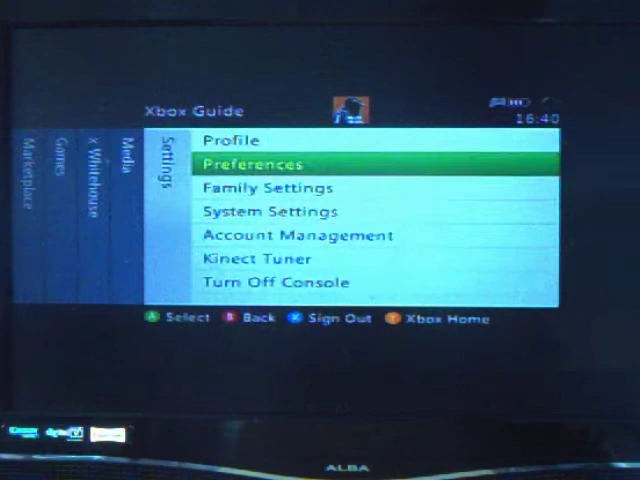 Xbox Guide
16:40
Marketplace
Games
x Whitehouse
Media
Settings
Profile
Preferences
Family Settings
System Settings
Account Management
Kinect Tuner
Turn Off Console
A Select B Back X Sign Out Y Xbox Home
ALBA